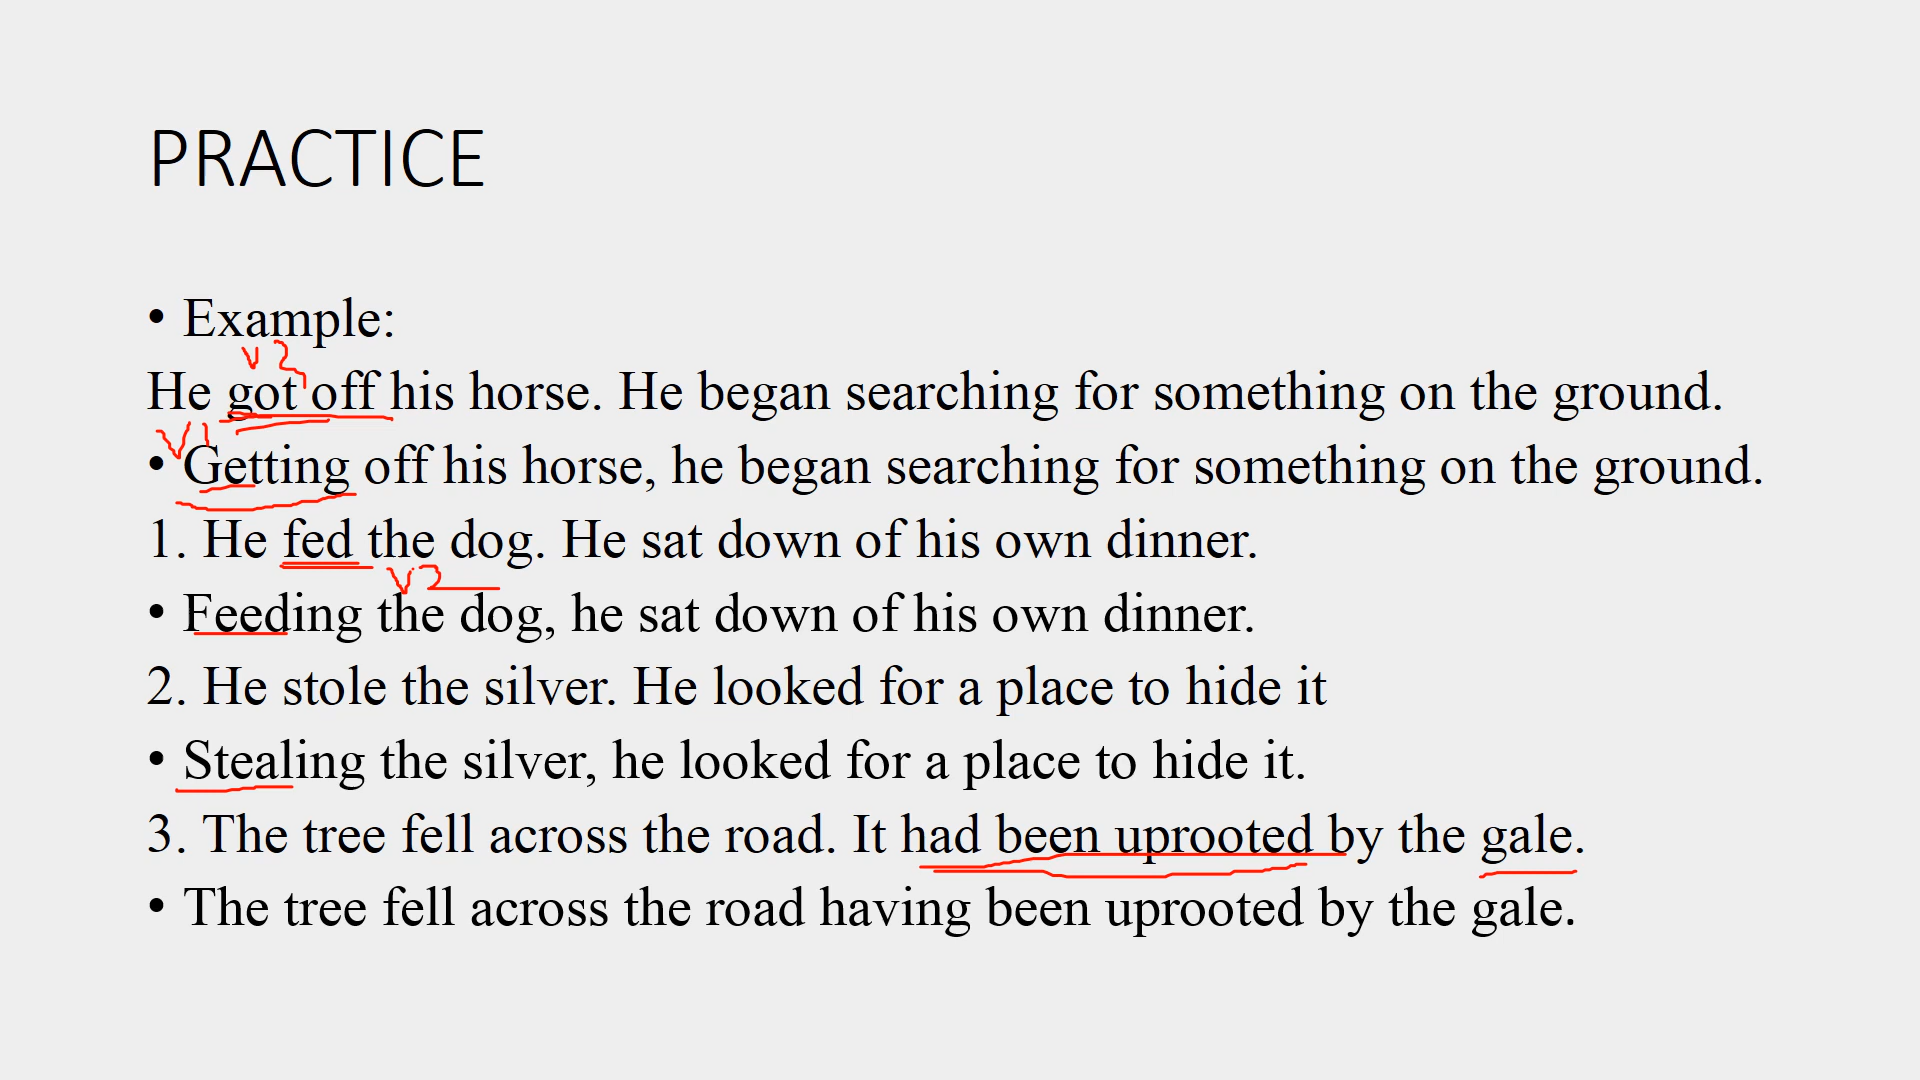 PRACTICE
• Example:
V2
He got off his horse. He began searching for something on the ground.
V1
• Getting off his horse, he began searching for something on the ground.
1. He fed the dog. He sat down of his own dinner.
V2
• Feeding the dog, he sat down of his own dinner.
2. He stole the silver. He looked for a place to hide it
• Stealing the silver, he looked for a place to hide it.
3. The tree fell across the road. It had been uprooted by the gale.
• The tree fell across the road having been uprooted by the gale.